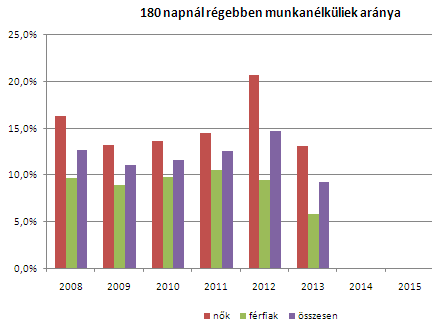 180 napnál régebben munkanélküliek aránya
25,0%
20,0%
15,0%
10,0%
5,0%
0,0%
2008 2009 2010 2011 2012 2013 2014 2015
nők férfiak összesen